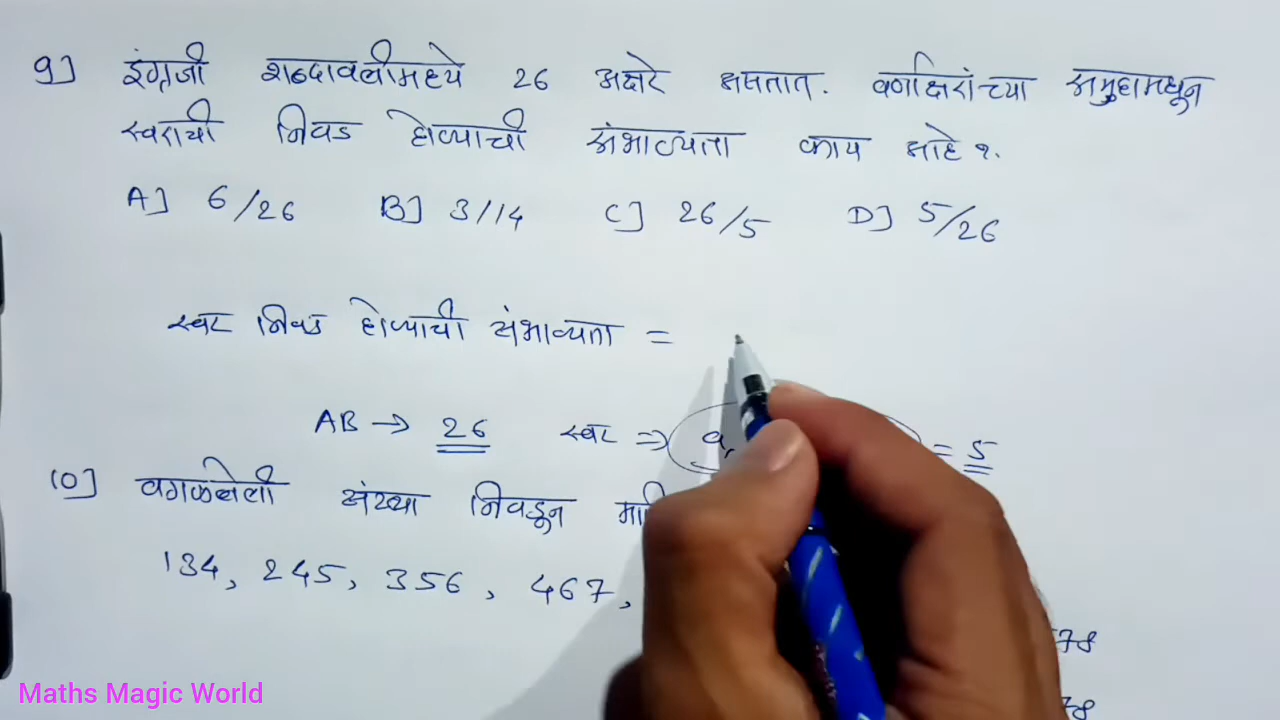 9] इंग्रजी शब्दावलीमध्ये 26 अक्षरे असतात. वर्णाक्षरांच्या समुहामधून
स्वराची निवड होण्याची संभाव्यता काय आहे ?.
A] 6/26 B] 3/14 C] 26/5 D] 5/26
स्वर निवड होण्याची संभाव्यता =
AB → 26 स्वर ⇒ a, = 5
10] वगळलेली संख्या निवडून
134, 245, 356, 467,
78
78
Maths Magic World